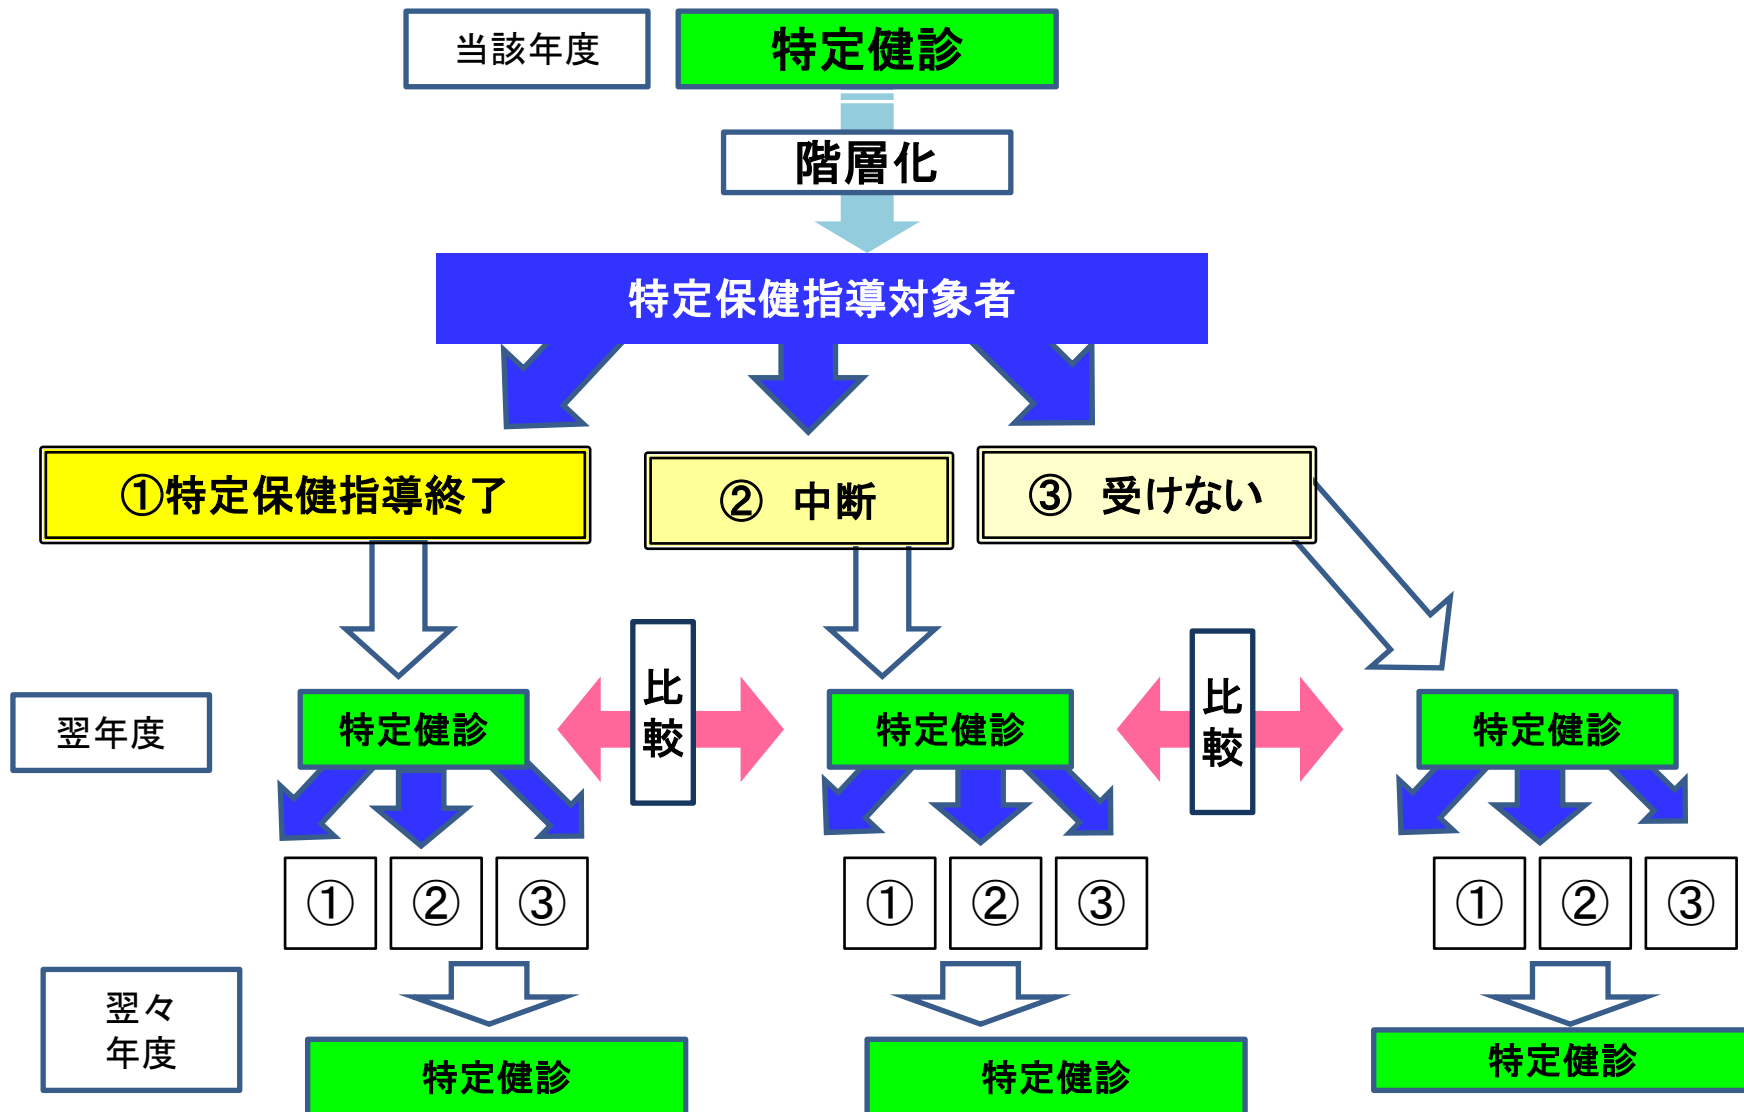 当該年度
特定健診
階層化
特定保健指導対象者
①特定保健指導終了
② 中断
③ 受けない
比
較
比
較
翌年度
特定健診
特定健診
特定健診
①
②
③
①
②
③
①
②
③
翌々
年度
特定健診
特定健診
特定健診